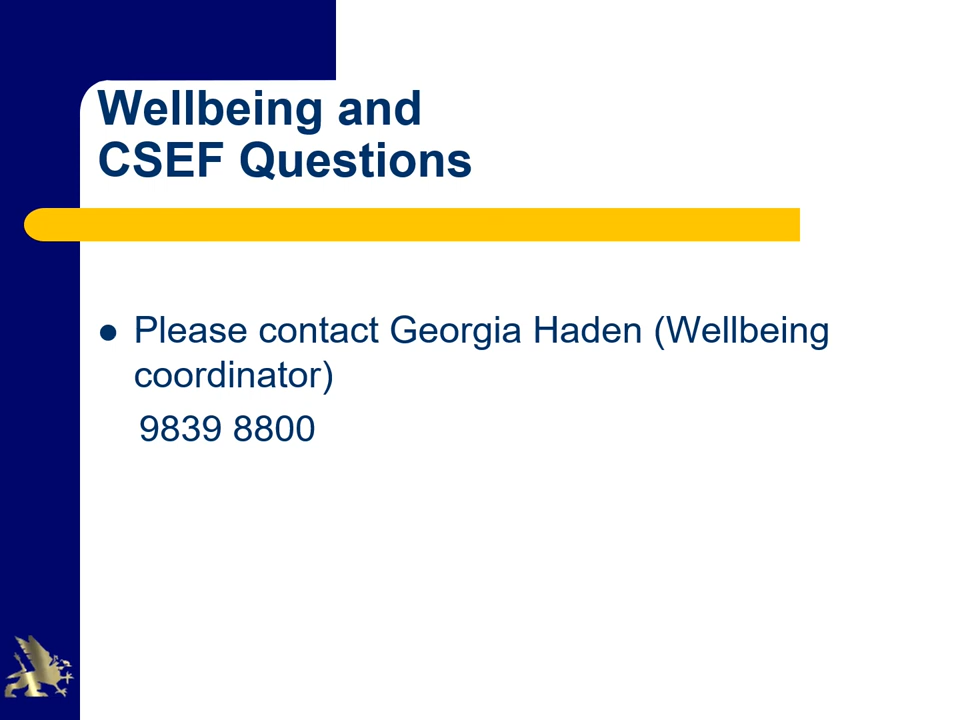 Wellbeing and
CSEF Questions
● Please contact Georgia Haden (Wellbeing
coordinator)
9839 8800